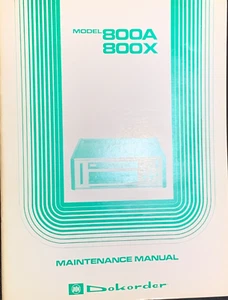 MODEL 800A
800X
MAINTENANCE MANUAL
Dokorder